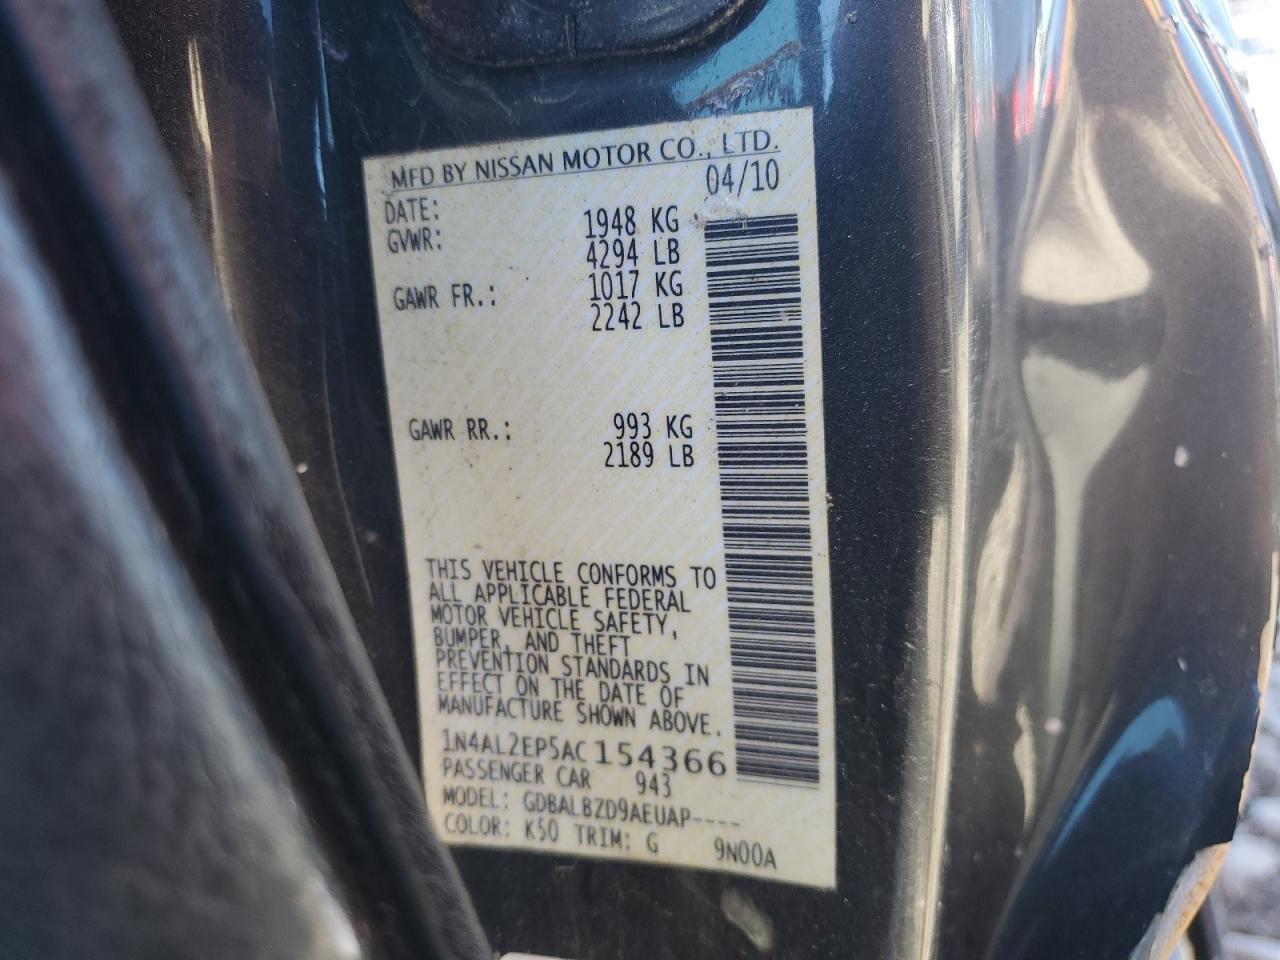 MFD BY NISSAN MOTOR CO., LTD.
DATE: 04/10
GVWR: 1948 KG
4294 LB
GAWR FR.: 1017 KG
2242 LB
GAWR RR.: 993 KG
2189 LB
THIS VEHICLE CONFORMS TO
ALL APPLICABLE FEDERAL
MOTOR VEHICLE SAFETY,
BUMPER, AND THEFT
PREVENTION STANDARDS IN
EFFECT ON THE DATE OF
MANUFACTURE SHOWN ABOVE.
1N4AL2EP5AC154366
PASSENGER CAR 943
MODEL: GDBALBZD9AEUAP----
COLOR: K50 TRIM: G 9N00A